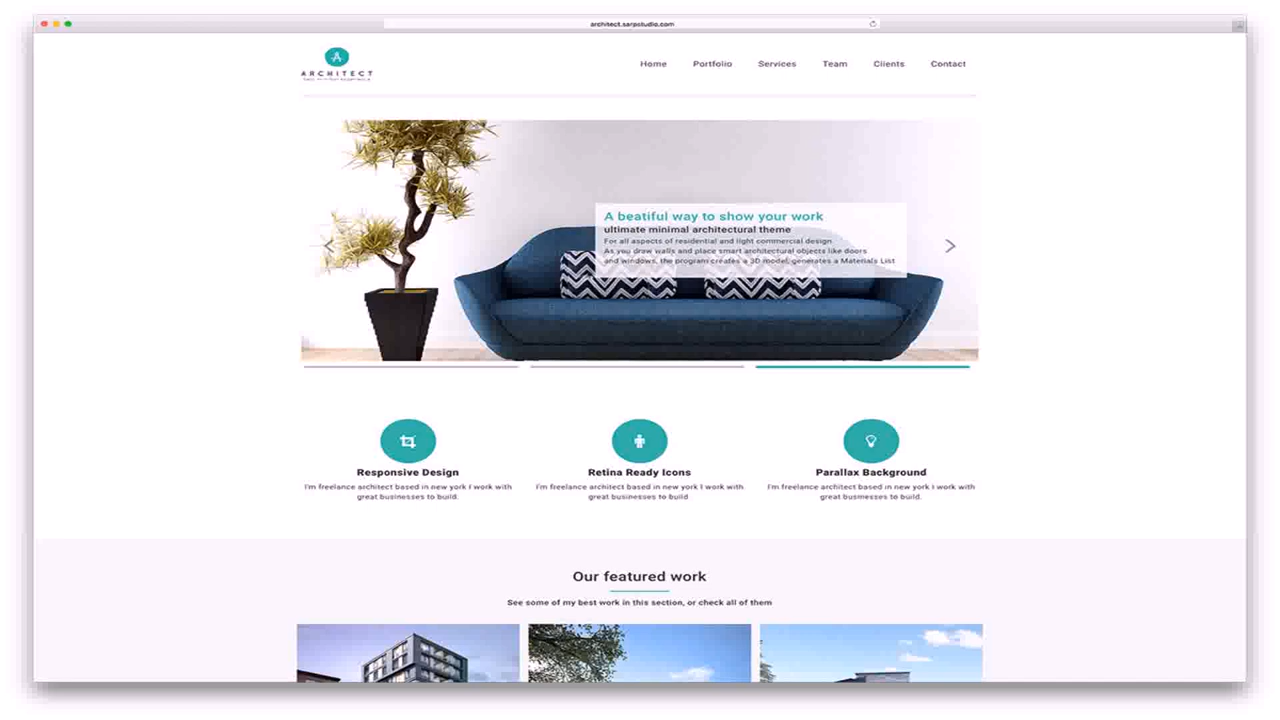 architect.sarpstudio.com
ARCHITECT
Home Portfolio Services Team Clients Contact
A beatiful way to show your work
ultimate minimal architectural theme
For all aspects of residential and light commercial design
As you draw walls and place smart architectural objects like doors
and windows, the program creates a 3D model, generates a Materials List
Responsive Design
I'm freelance architect based in new york I work with
great businesses to build.
Retina Ready Icons
I'm freelance architect based in new york I work with
great businesses to build
Parallax Background
I'm freelance architect based in new york I work with
great businesses to build.
Our featured work
See some of my best work in this section, or check all of them